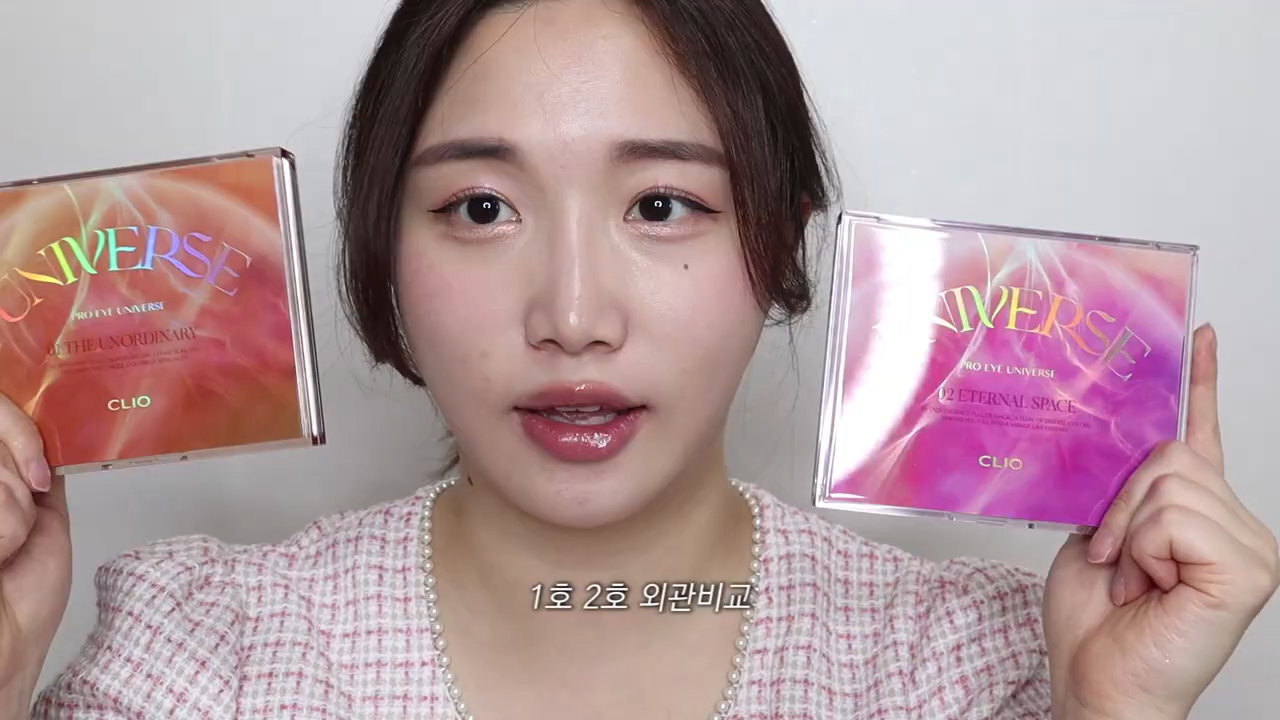 UNIVERSE
PRO EYE UNIVERSE
01 THE UNORDINARY
CLIO
UNIVERSE
PRO EYE UNIVERSE
02 ETERNAL SPACE
CLIO
1호 2호 외관비교